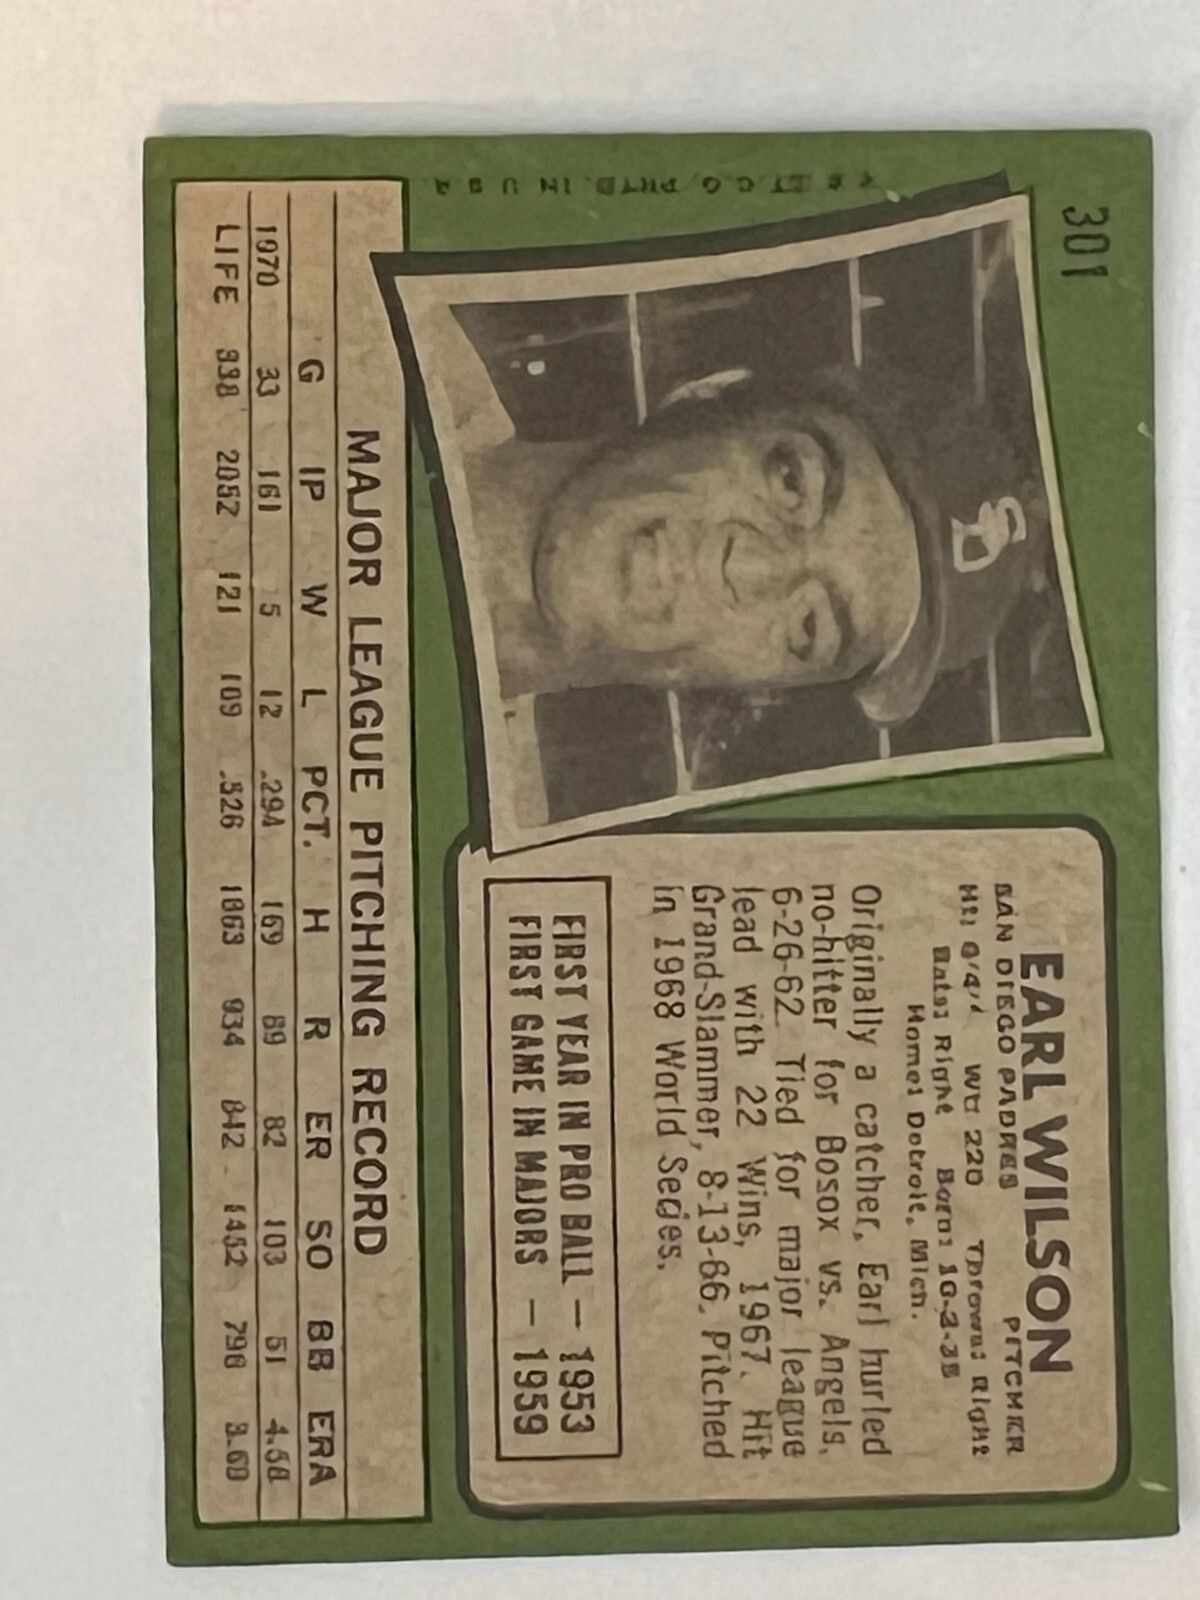 301
EARL WILSON
PITCHER
SAN DIEGO PADRES
Ht: 6'4" Wt: 220 Throws: Right
Bats: Right Born: 10-2-35
Home: Detroit, Mich.
Originally a catcher, Earl hurled
no-hitter for Bosox vs. Angels,
6-26-62. Tied for major league
lead with 22 Wins, 1967. Hit
Grand-Slammer, 8-13-66. Pitched
in 1968 World Series.
FIRST YEAR IN PRO BALL — 1953
FIRST GAME IN MAJORS — 1959
MAJOR LEAGUE PITCHING RECORD
G IP W L PCT. H R ER SO BB ERA
1970 33 161 5 12 .294 169 89 82 103 51 4.58
LIFE 338 2052 121 109 .526 1863 934 842 1452 796 3.69
PRTD. IN U S A